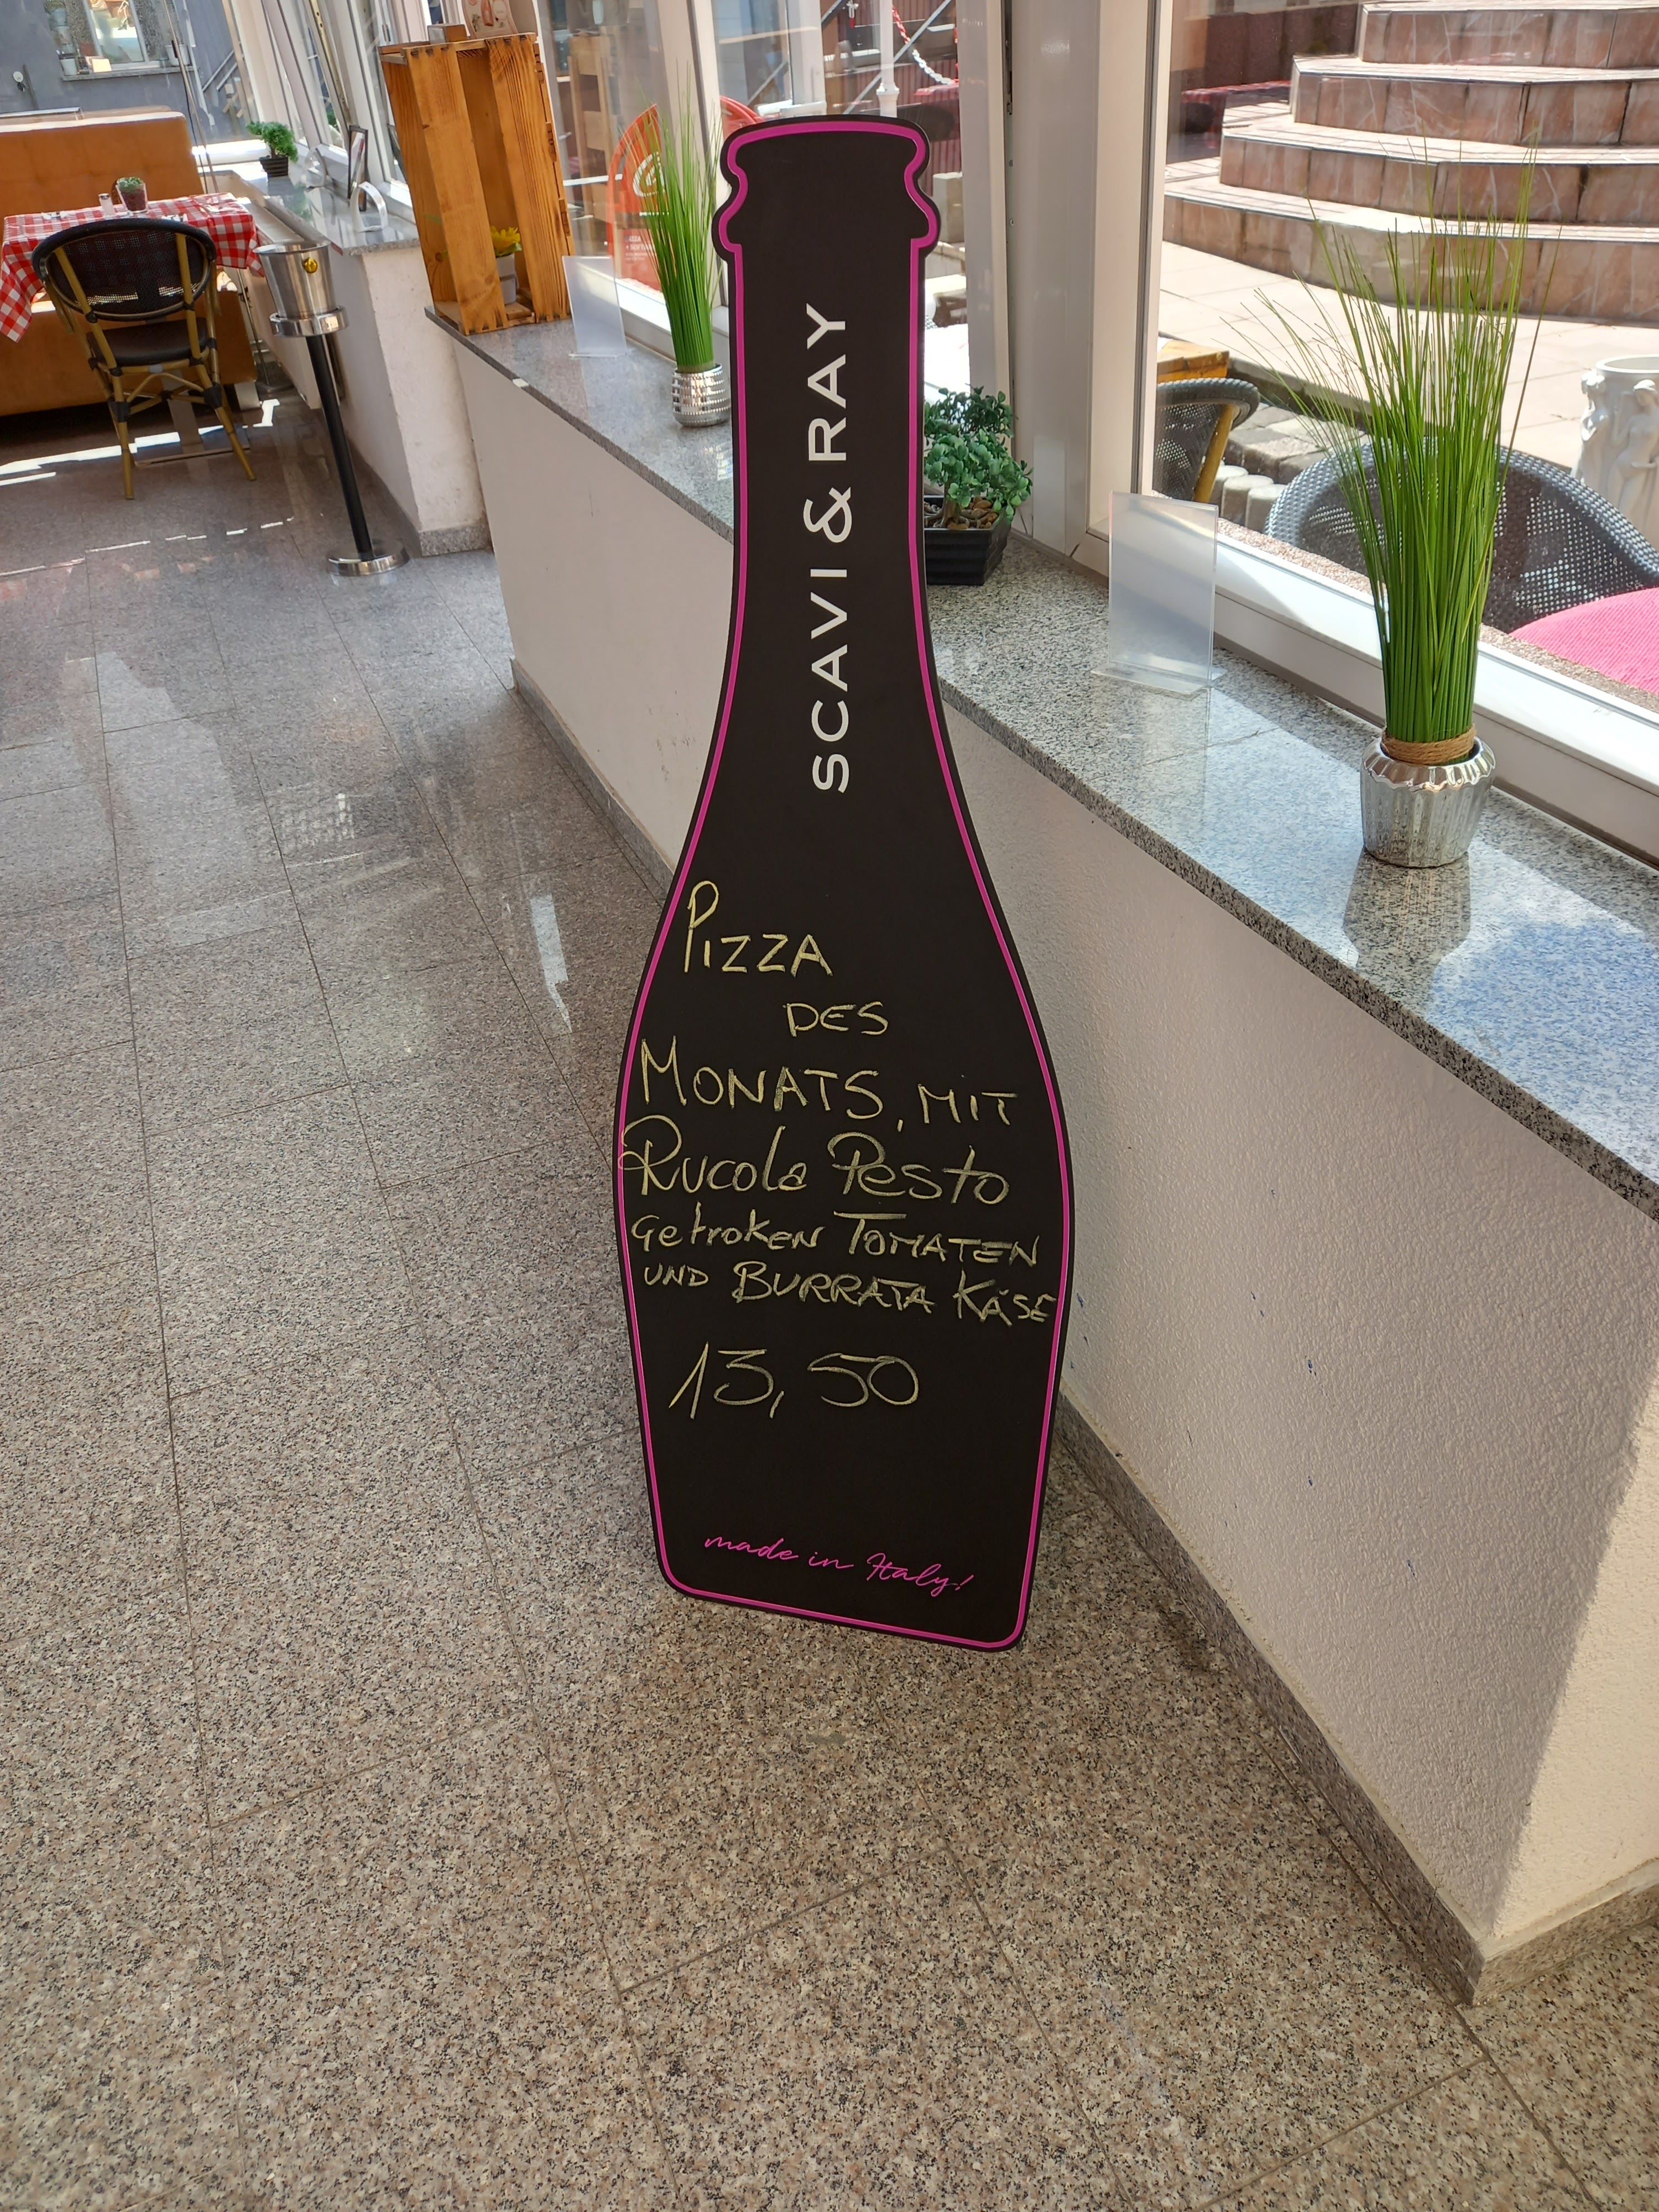 SCAVI & RAY
PIZZA
DES
MONATS, MIT
Rucola Pesto
Getroken TOMATEN
UND BURRATA KÄSE
13,50
made in Italy!